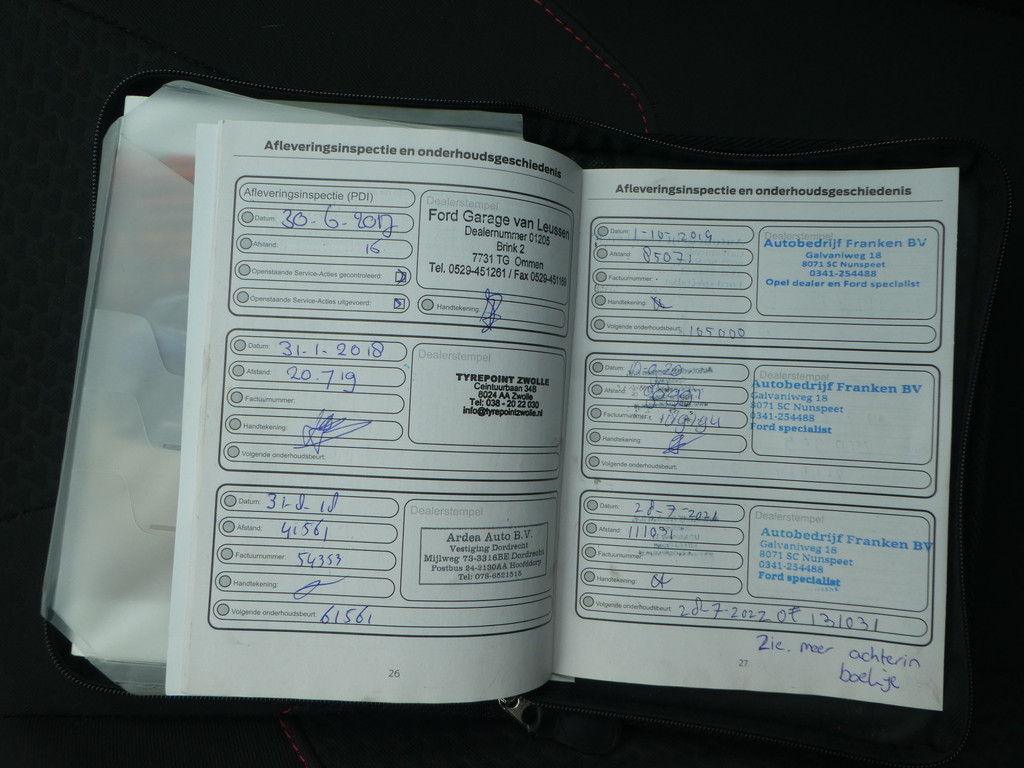 Afleveringsinspectie en onderhoudsgeschiedenis
Afleveringsinspectie (PDI)
Datum: 30-6-2017
Afstand: 16
Openstaande Service-Acties gecontroleerd:
Openstaande Service-Acties uitgevoerd:
Dealerstempel
Ford Garage van Leussen
Dealernummer 01205
Brink 2
7731 TG Ommen
Tel. 0529-451261 / Fax 0529-451169
Handtekening
Datum: 31-1-2018
Afstand: 20.719
Factuurnummer:
Handtekening:
Volgende onderhoudsbeurt:
Dealerstempel
TYREPOINT ZWOLLE
Ceintuurbaan 34B
8024 AA Zwolle
Tel: 038 - 20 22 030
info@tyrepointzwolle.nl
Datum: 31-8-18
Afstand: 41561
Factuurnummer: 54353
Handtekening:
Volgende onderhoudsbeurt: 61561
Dealerstempel
Ardes Auto B.V.
Vestiging Dordrecht
Mijlweg 73-3316BE Dordrecht
Postbus 24-2130AA Hoofddorp
Tel: 078-6521515
26
Afleveringsinspectie en onderhoudsgeschiedenis
Datum: 1-10-2019
Afstand: 85071
Factuurnummer:
Handtekening:
Volgende onderhoudsbeurt: 105000
Dealerstempel
Autobedrijf Franken BV
Galvaniweg 18
8071 SC Nunspeet
0341-254488
Opel dealer en Ford specialist
Datum:
Afstand:
Factuurnummer:
Handtekening:
Volgende onderhoudsbeurt:
Dealerstempel
Autobedrijf Franken BV
Galvaniweg 18
8071 SC Nunspeet
0341-254488
Ford specialist
Datum: 28-7-2021
Afstand: 111031
Factuurnummer:
Handtekening:
Volgende onderhoudsbeurt: 28-7-2022 OF 131031
Dealerstempel
Autobedrijf Franken BV
Galvaniweg 18
8071 SC Nunspeet
0341-254488
Ford specialist
27
Zie. meer achterin
boekje